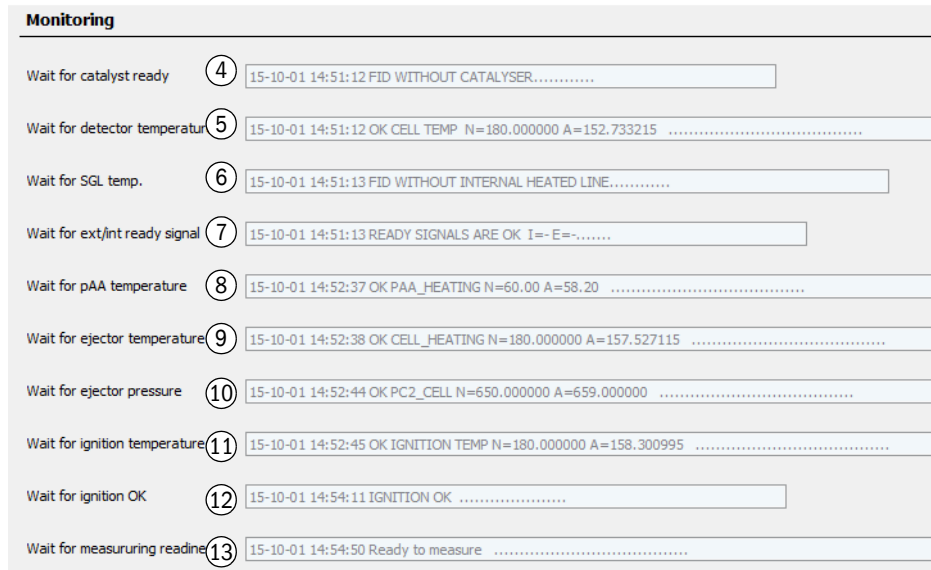 Monitoring
Wait for catalyst ready 4 15-10-01 14:51:12 FID WITHOUT CATALYSER............
Wait for detector temperatur 5 15-10-01 14:51:12 OK CELL TEMP N=180.000000 A=152.733215 ......................................
Wait for SGL temp. 6 15-10-01 14:51:13 FID WITHOUT INTERNAL HEATED LINE............
Wait for ext/int ready signal 7 15-10-01 14:51:13 READY SIGNALS ARE OK I=- E=-.......
Wait for pAA temperature 8 15-10-01 14:52:37 OK PAA_HEATING N=60.00 A=58.20 ......................................
Wait for ejector temperature 9 15-10-01 14:52:38 OK CELL_HEATING N=180.000000 A=157.527115 ......................................
Wait for ejector pressure 10 15-10-01 14:52:44 OK PC2_CELL N=650.000000 A=659.000000 ......................................
Wait for ignition temperature 11 15-10-01 14:52:45 OK IGNITION TEMP N=180.000000 A=158.300995 ......................................
Wait for ignition OK 12 15-10-01 14:54:11 IGNITION OK .....................
Wait for measururing readine 13 15-10-01 14:54:50 Ready to measure ......................................